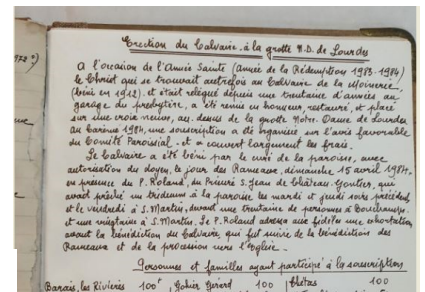 1972°)
Erection du Calvaire à la grotte N.D. de Lourdes
A l'occasion de l'Année Sainte (année de la Rédemption 1983-1984)
le Christ qui se trouvait autrefois au Calvaire de la
(béni en 1912) et était relégué depuis une trentaine d'années au
garage du presbytère, a été remis en honneur, restauré, et placé
sur une croix neuve, au-dessus de la grotte Notre-Dame de Lourdes
au Carême 1984, une souscription a été organisée sur l'avis favorable
du Comité Paroissial - et a couvert largement les frais.
Le Calvaire a été béni par le curé de la paroisse, avec
autorisation du doyen, le jour des Rameaux, dimanche 15 avril 1984,
en présence du P. Roland, du Prieuré S. Jean de Château-Gontier, qui
avait prêché un triduum à la paroisse les mardi et jeudi soirs précédents
et le vendredi à S. Martin, devant une trentaine de personnes à
et une vingtaine à S. Martin. Le P. Roland adressa aux fidèles une exhortation
avant la bénédiction du Calvaire, qui fut suivie de la bénédiction des
Rameaux et de la procession vers l'église.
Personnes et familles ayant participé à la souscription
les Rivières 100 F Gohier Gérard 100 100